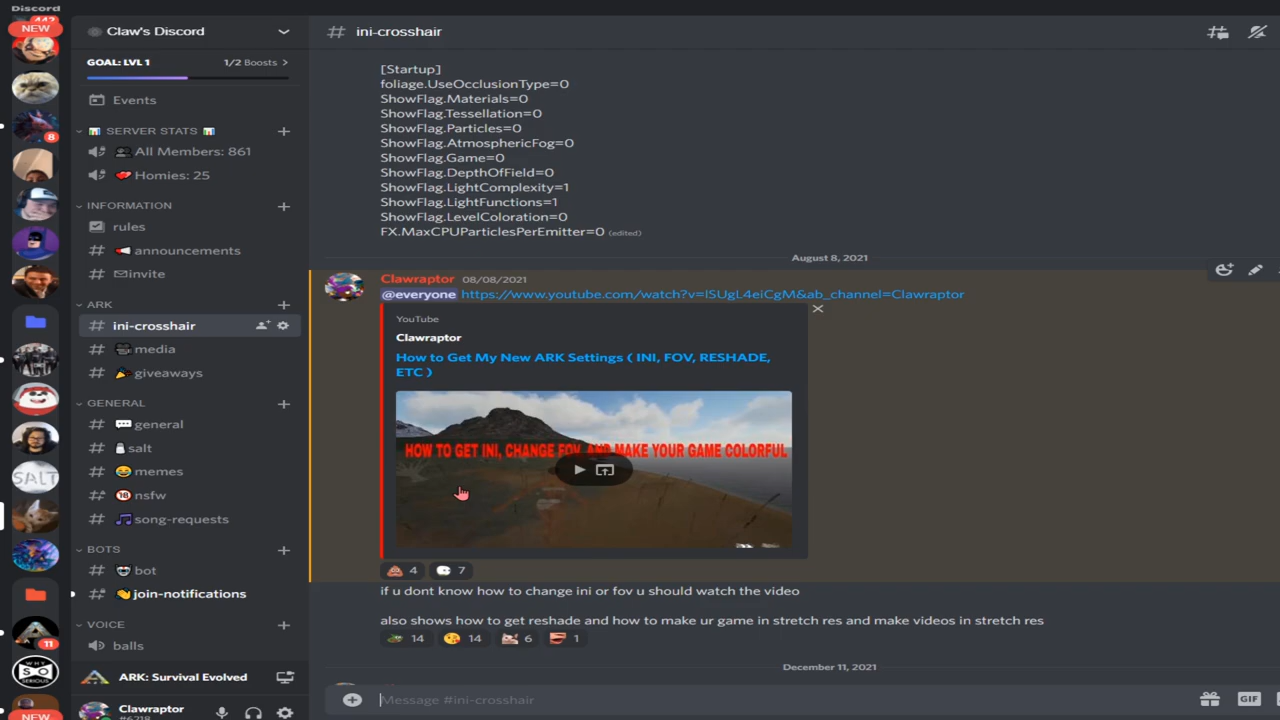 Discord
NEW
Claw's Discord
ini-crosshair
GOAL: LVL 1
1/2 Boosts
Events
SERVER STATS
All Members: 861
Homies: 25
INFORMATION
rules
announcements
invite
ARK
ini-crosshair
media
giveaways
GENERAL
general
salt
memes
nsfw
song-requests
BOTS
bot
join-notifications
VOICE
balls
ARK: Survival Evolved
Clawraptor
8
SALT
11
WHY SO SERIOUS
NEW
[Startup]
foliage.UseOcclusionType=0
ShowFlag.Materials=0
ShowFlag.Tessellation=0
ShowFlag.Particles=0
ShowFlag.AtmosphericFog=0
ShowFlag.Game=0
ShowFlag.DepthOfField=0
ShowFlag.LightComplexity=1
ShowFlag.LightFunctions=1
ShowFlag.LevelColoration=0
FX.MaxCPUParticlesPerEmitter=0 (edited)
August 8, 2021
Clawraptor 08/08/2021
@everyone https://www.youtube.com/watch?v=lSUgL4eiCgM&ab_channel=Clawraptor
YouTube
Clawraptor
How to Get My New ARK Settings ( INI, FOV, RESHADE,
ETC )
HOW TO GET INI, CHANGE FOV, AND MAKE YOUR GAME COLORFUL
4 7
if u dont know how to change ini or fov u should watch the video
also shows how to get reshade and how to make ur game in stretch res and make videos in stretch res
14 14 6 1
December 11, 2021
Message #ini-crosshair
GIF